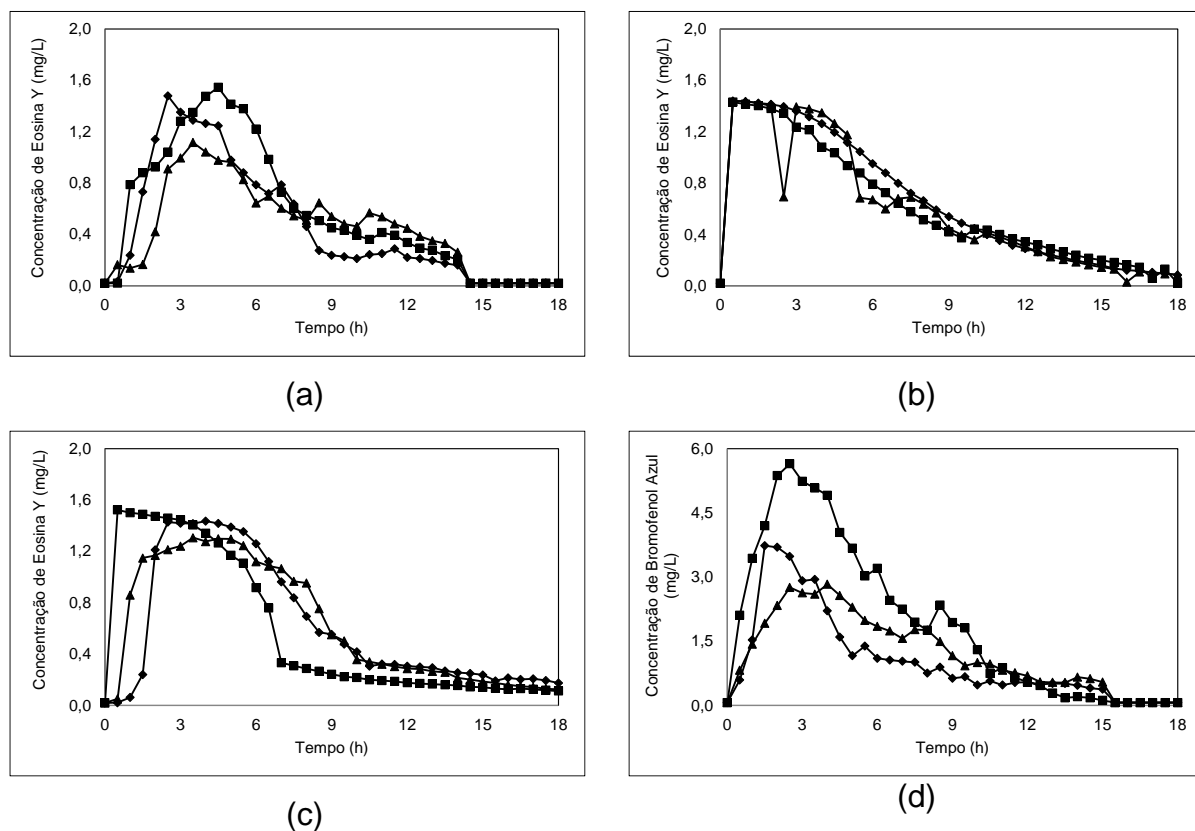 Concentração de Eosina Y (mg/L)
2,0
1,6
1,2
0,8
0,4
0,0
0 3 6 9 12 15 18
Tempo (h)
(a)
Concentração de Eosina Y (mg/L)
2,0
1,6
1,2
0,8
0,4
0,0
0 3 6 9 12 15 18
Tempo (h)
(b)
Concentração de Eosina Y (mg/L)
2,0
1,6
1,2
0,8
0,4
0,0
0 3 6 9 12 15 18
Tempo (h)
(c)
Concentração de Bromofenol Azul
(mg/L)
6,0
4,5
3,0
1,5
0,0
0 3 6 9 12 15 18
Tempo (h)
(d)